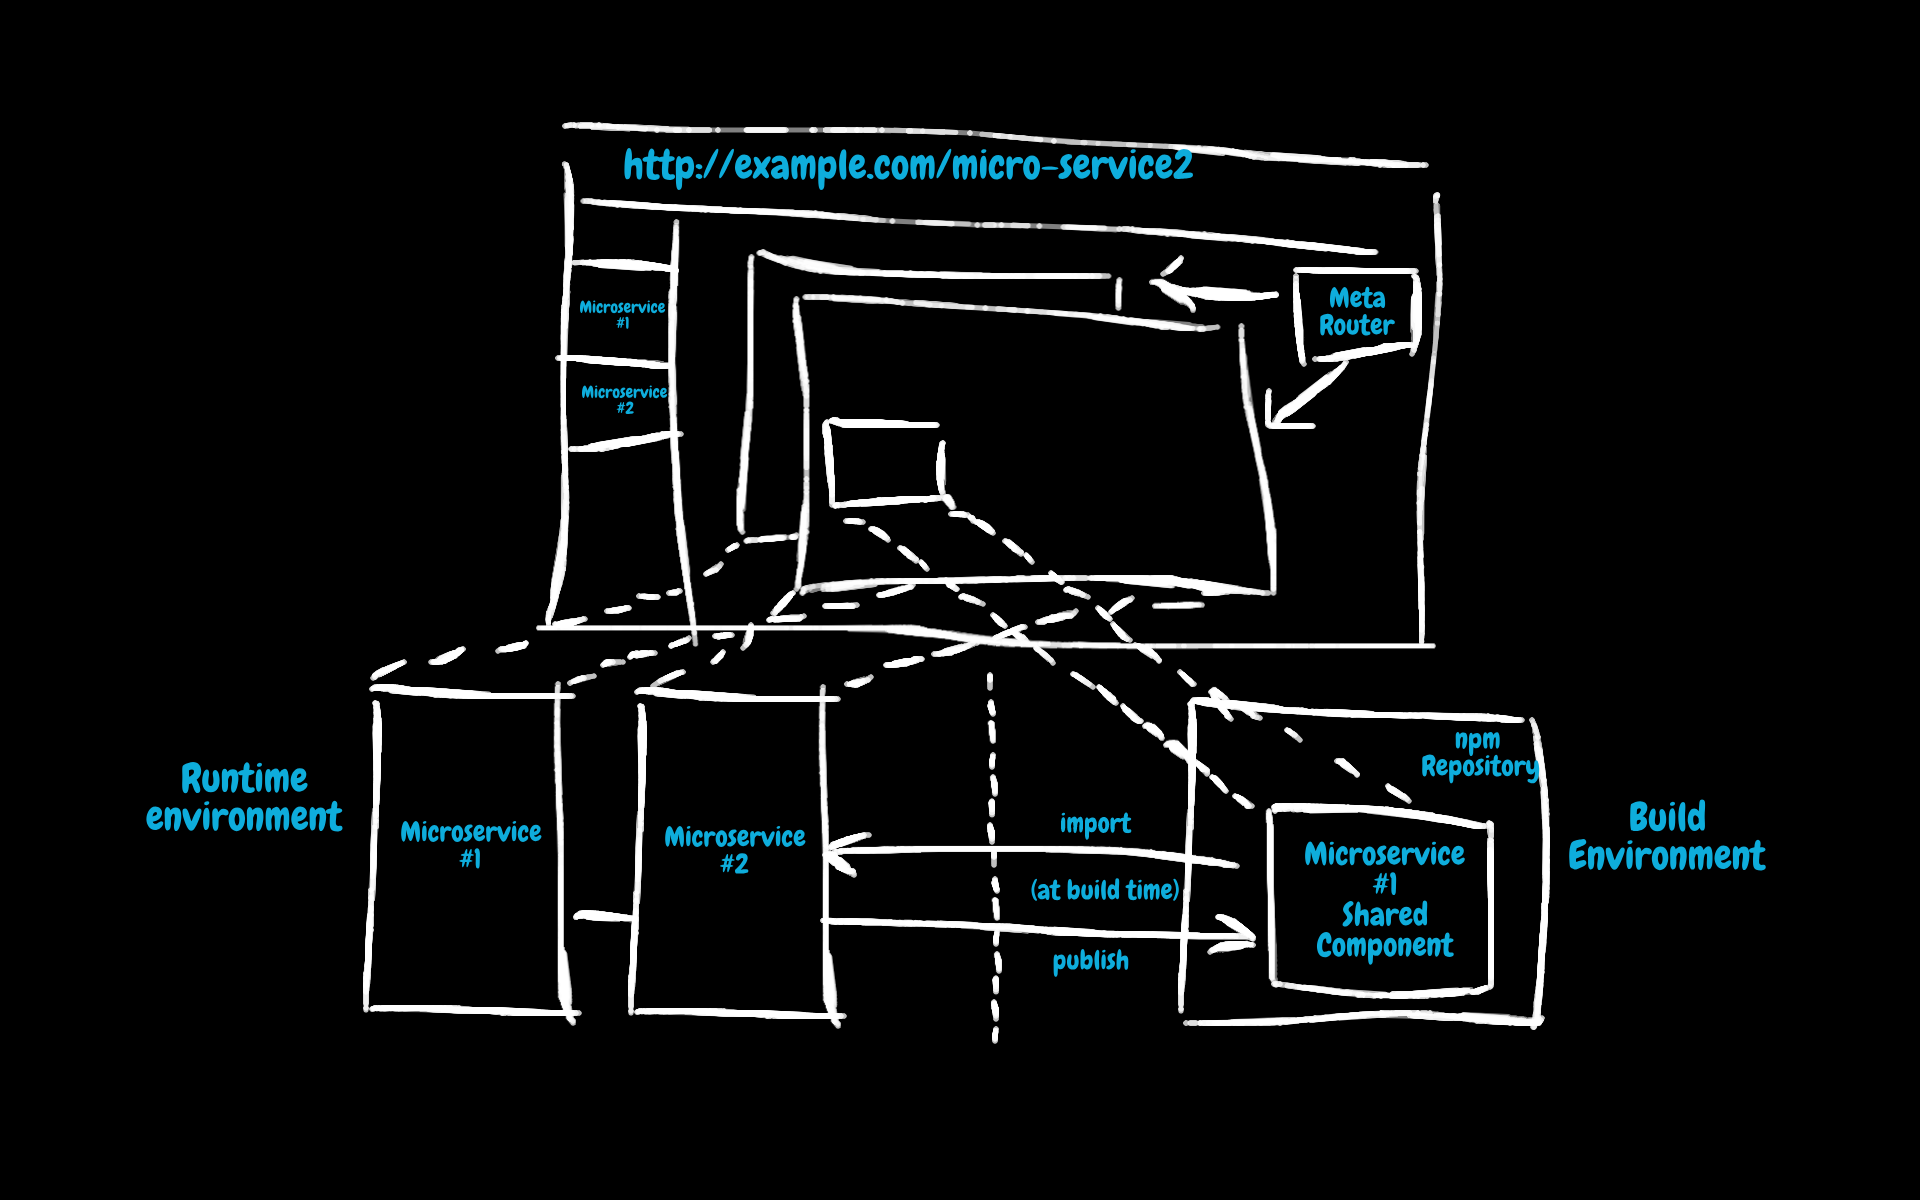 http://example.com/micro-service2
Microservice
#1
Microservice
#2
Meta
Router
Runtime
environment
Microservice
#1
Microservice
#2
import
(at build time)
publish
npm
Repository
Microservice
#1
Shared
Component
Build
Environment